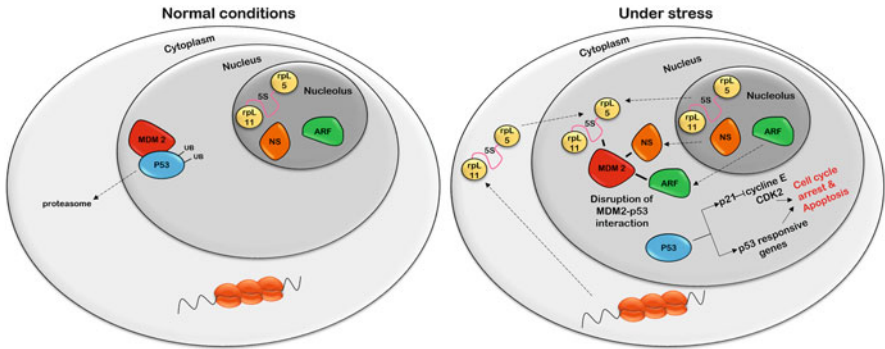 Normal conditions
Cytoplasm
Nucleus
Nucleolus
rpL
5
5S
rpL
11
NS
ARF
MDM 2
P53
UB
UB
proteasome
Under stress
Cytoplasm
Nucleus
Nucleolus
rpL
5
5S
rpL
11
NS
ARF
rpL
5
5S
rpL
11
rpL
5
5S
rpL
11
MDM 2
NS
ARF
Disruption of
MDM2-p53
interaction
P53
p21
cycline E
CDK2
p53 responsive
genes
Cell cycle
arrest &
Apoptosis